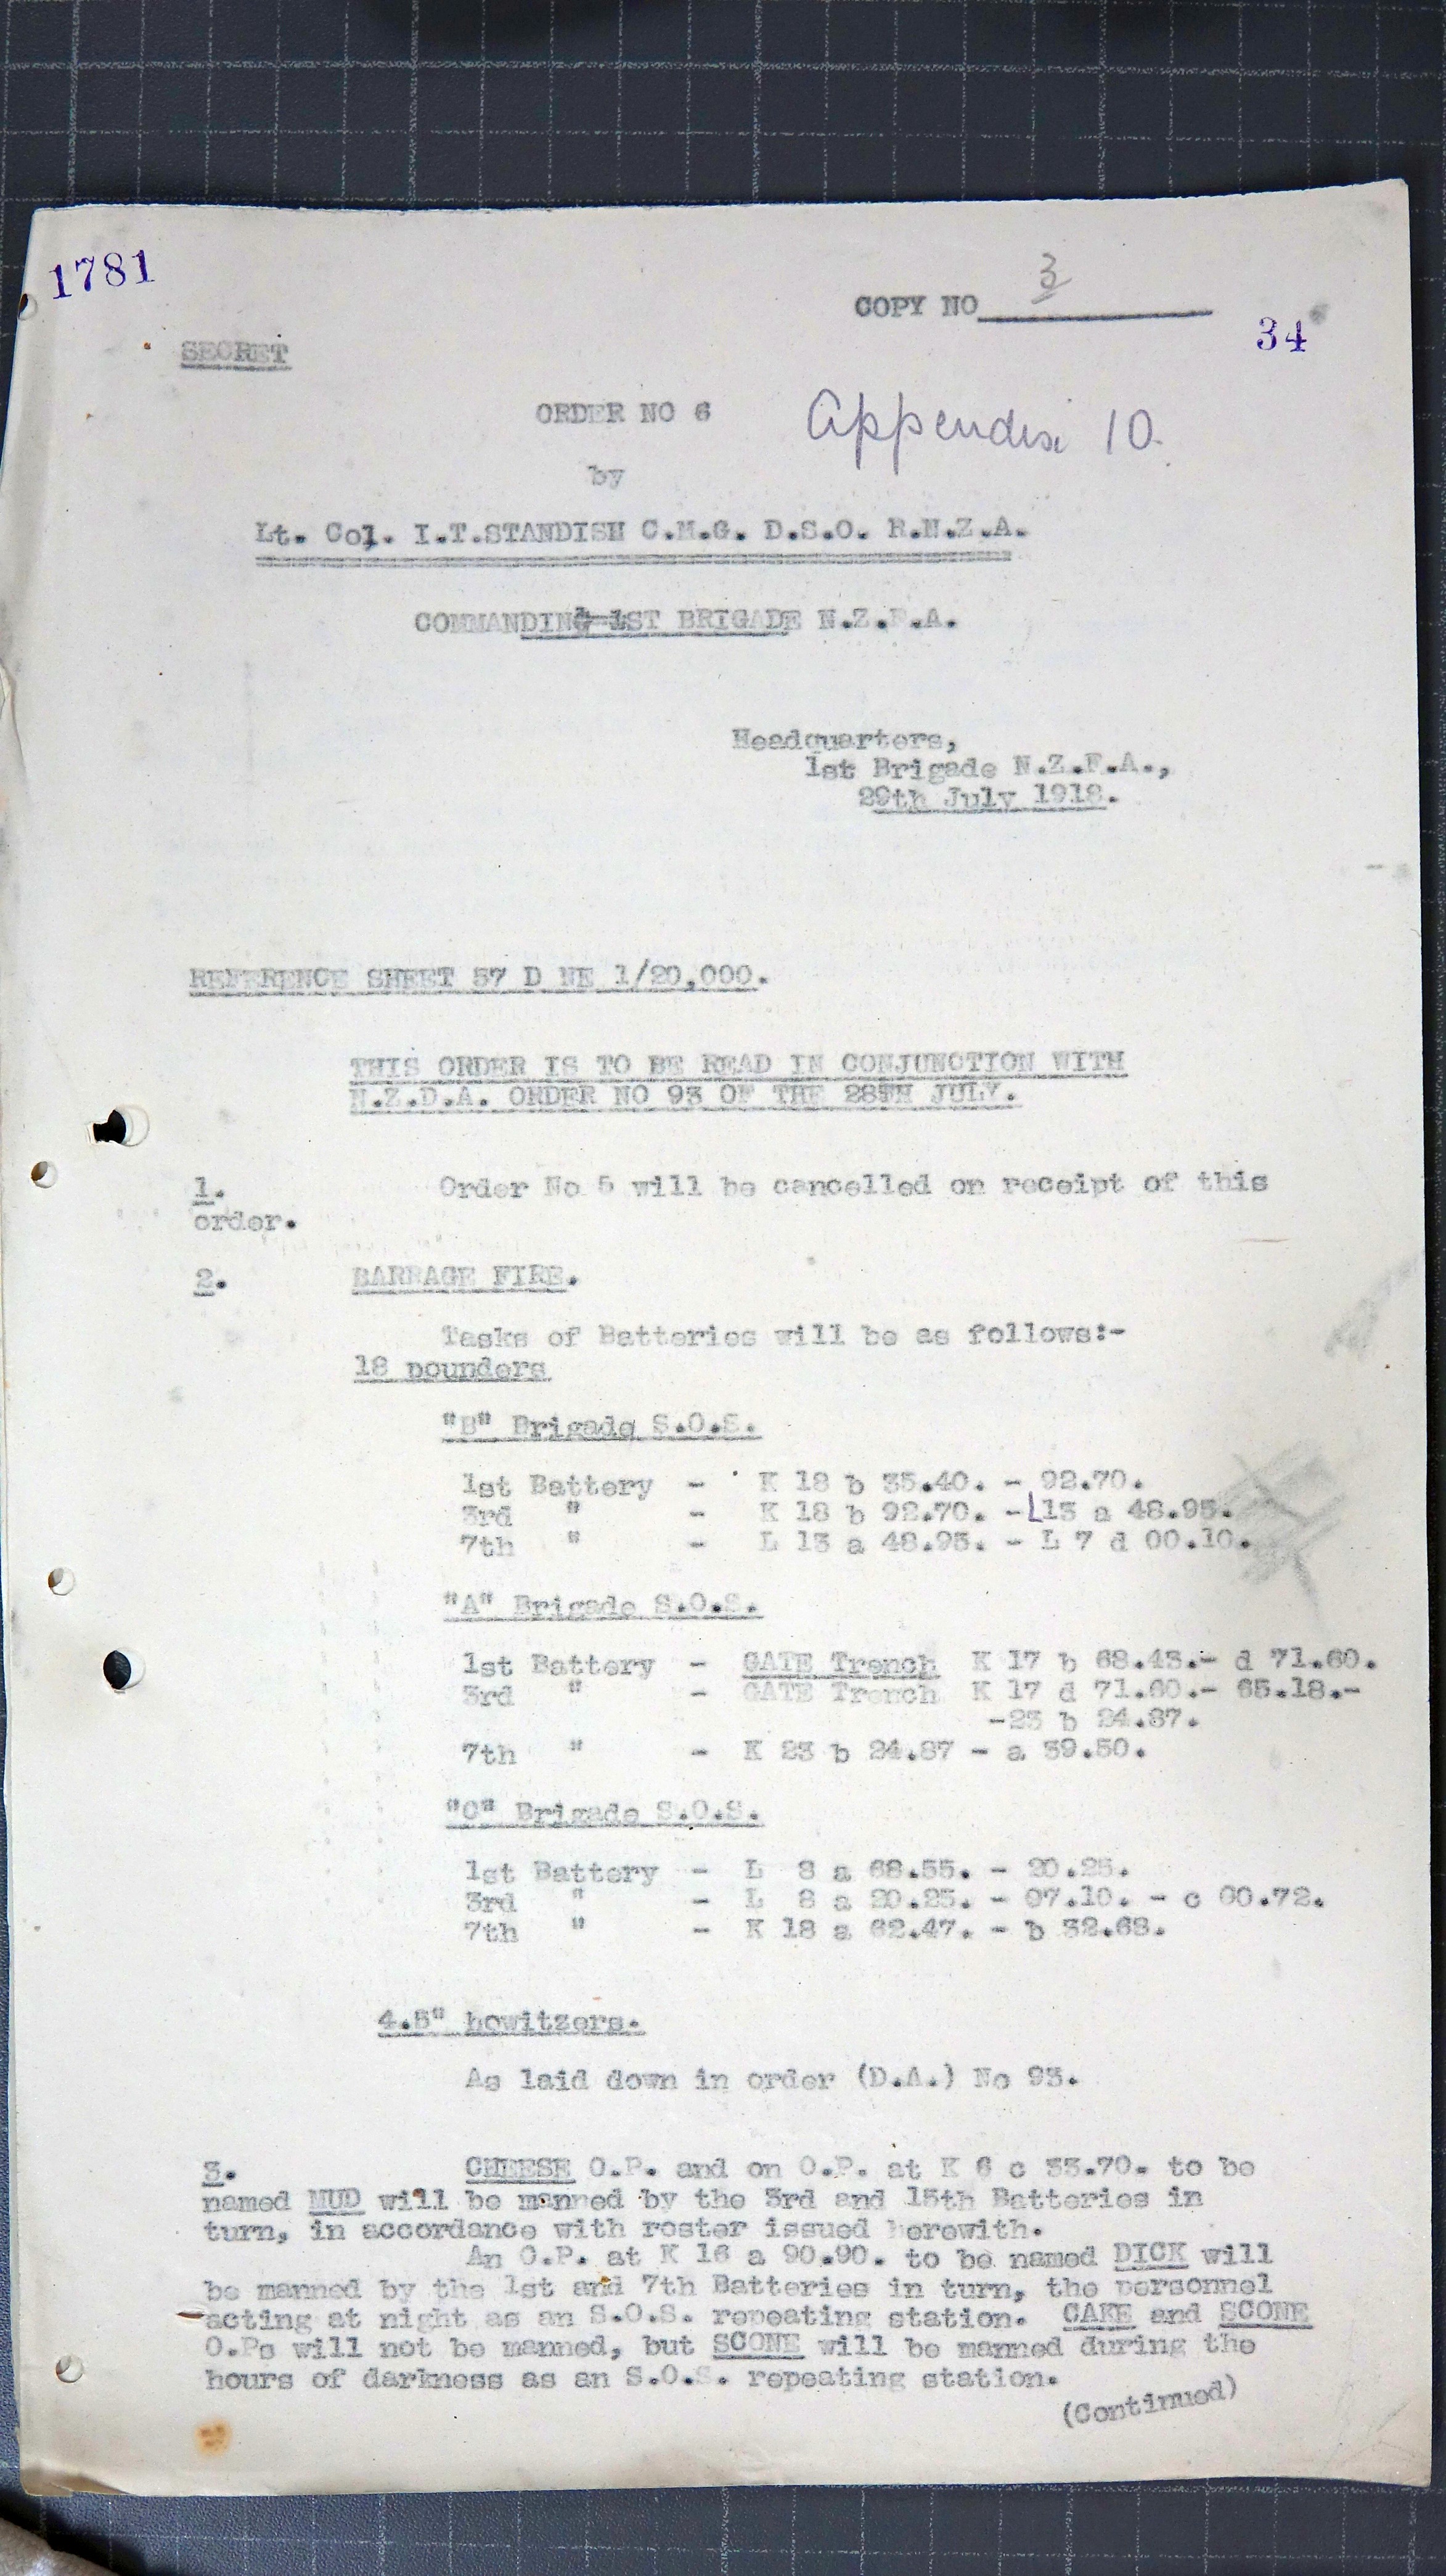 1781
COPY NO 3
34
SECRET
ORDER NO 6
Appendix 10.
by
Lt. Col. I.T.STANDISH C.M.G. D.S.O. R.N.Z.A.
COMMANDING 1ST BRIGADE N.Z.F.A.
Headquarters,
1st Brigade N.Z.F.A.,
29th July 1918.
REFERENCE SHEET 57 D NE 1/20,000.
THIS ORDER IS TO BE READ IN CONJUNCTION WITH
N.Z.D.A. ORDER NO 93 OF THE 28TH JULY.
1. Order No 5 will be cancelled on receipt of this
order.
2. BARRAGE FIRE.
Tasks of Batteries will be as follows:-
18 pounders
"B" Brigade S.O.S.
1st Battery - K 18 b 35.40. - 92.70.
3rd " - K 18 b 92.70. - L13 a 48.95.
7th " - L 13 a 48.95. - L 7 d 00.10.
"A" Brigade S.O.S.
1st Battery - GATE Trench K 17 b 68.43.- d 71.60.
3rd " - GATE Trench K 17 d 71.60.- 65.18.-
-23 b 24.87.
7th " - K 23 b 24.87 - a 39.50.
"C" Brigade S.O.S.
1st Battery - L 8 a 68.55. - 20.25.
3rd " - L 8 a 20.25. - 07.10. - c 00.72.
7th " - K 18 a 62.47. - b 32.68.
4.5" howitzers.
As laid down in order (D.A.) No 93.
3. CHEESE O.P. and on O.P. at K 6 c 33.70. to be
named MUD will be manned by the 3rd and 15th Batteries in
turn, in accordance with roster issued herewith.
An O.P. at K 16 a 90.90. to be named DICK will
be manned by the 1st and 7th Batteries in turn, the personnel
acting at night as an S.O.S. repeating station. CAKE and SCONE
O.Ps will not be manned, but SCONE will be manned during the
hours of darkness as an S.O.S. repeating station.
(Continued)